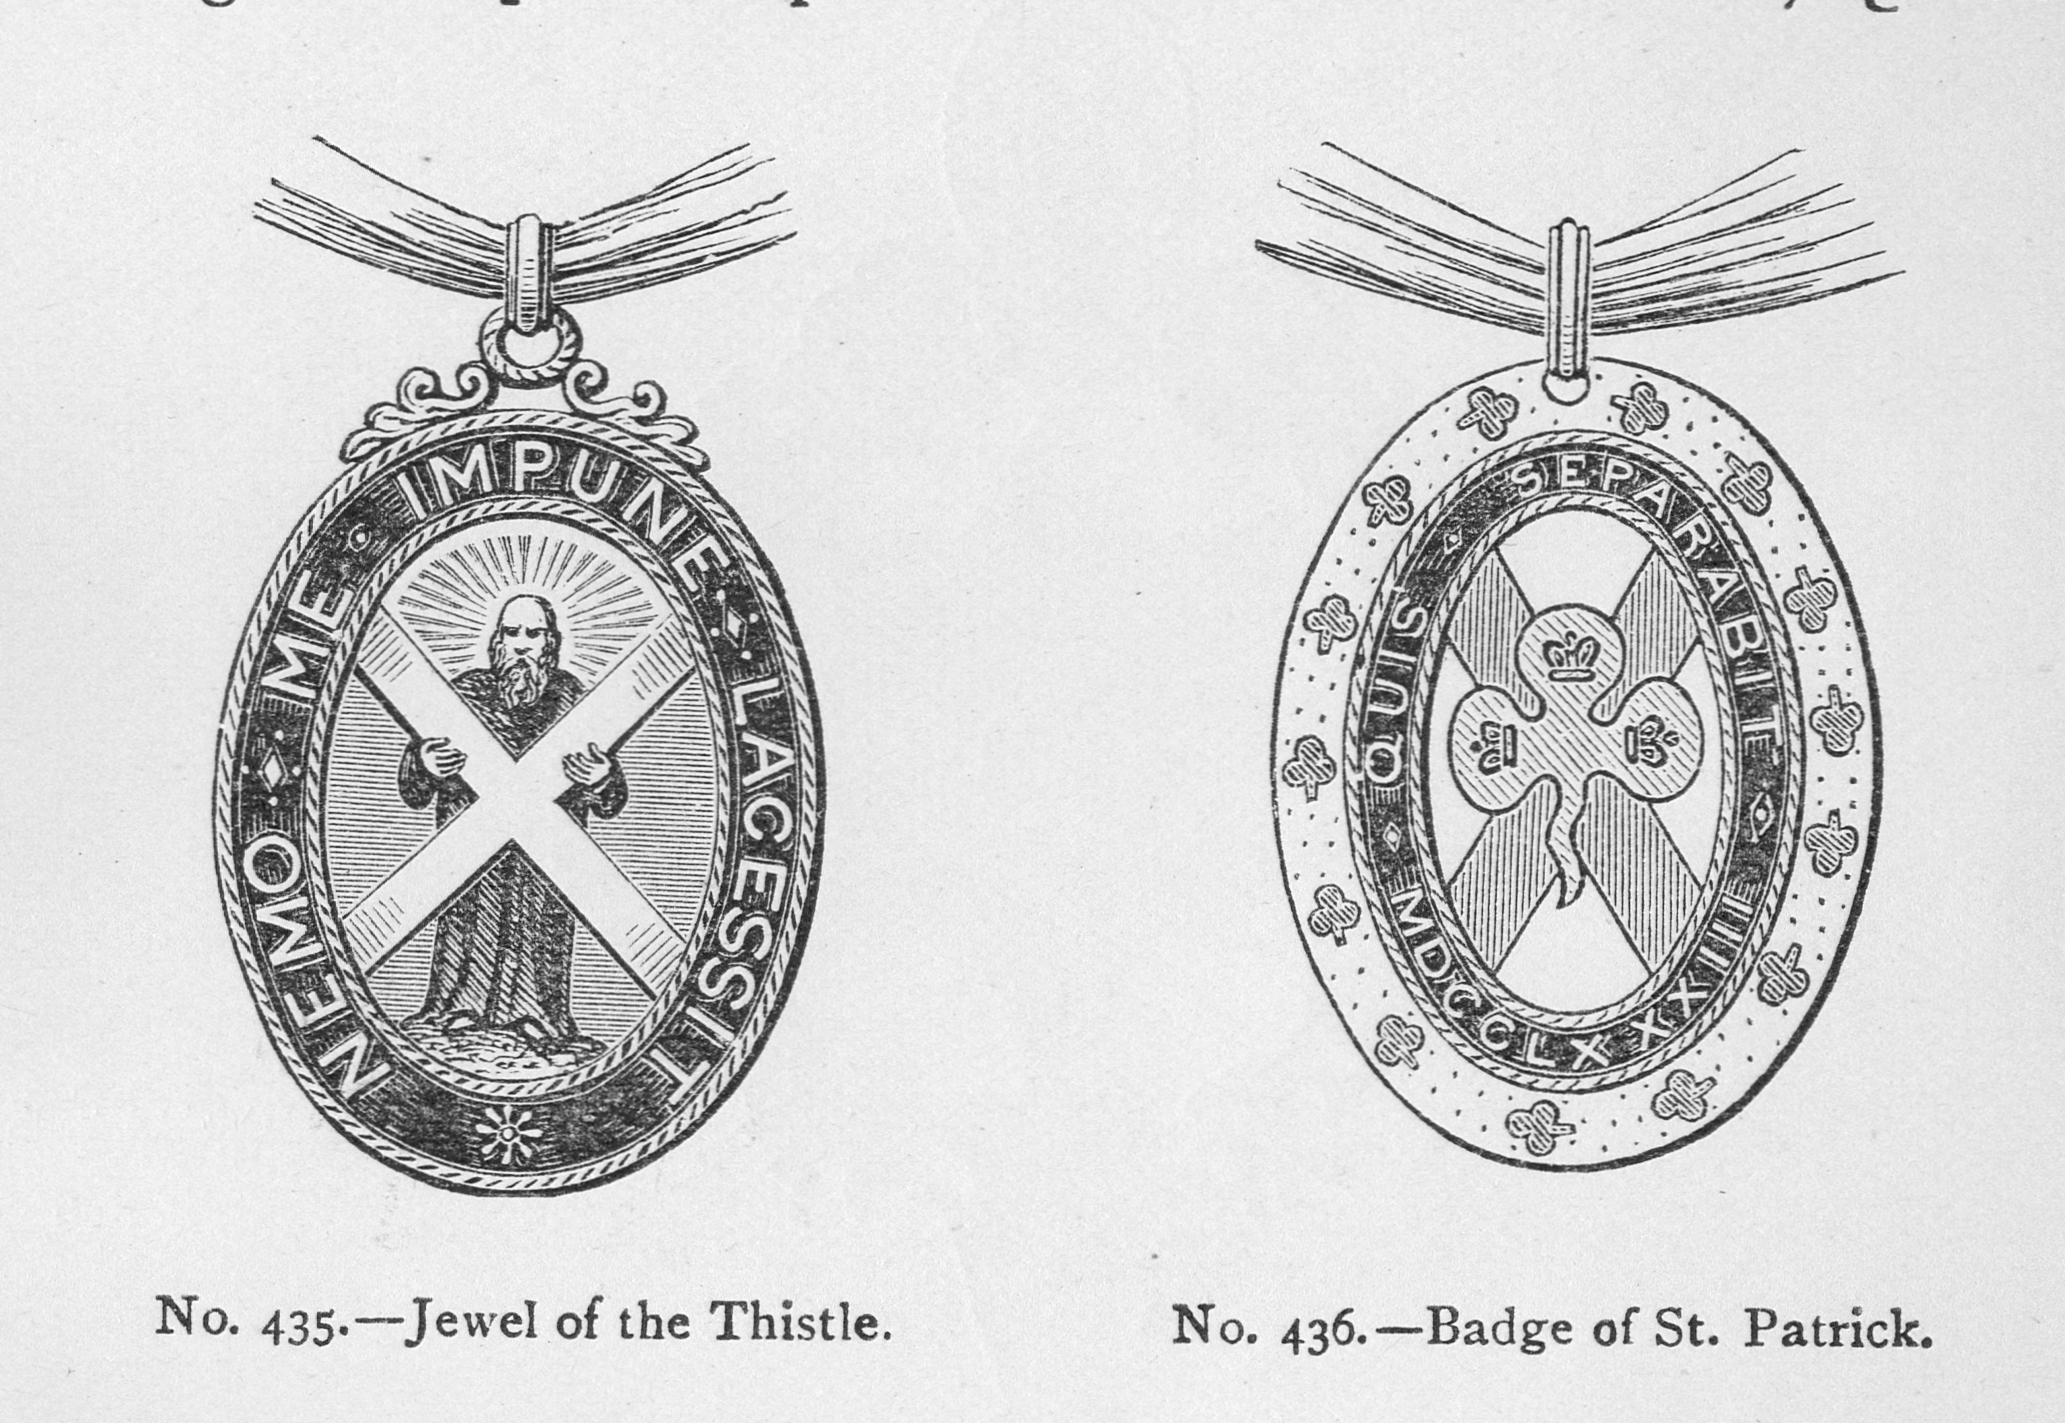 NEMO ME IMPUNE LACESSIT
QUIS SEPARABIT
MDCCLXXXIII
No. 435.—Jewel of the Thistle.
No. 436.—Badge of St. Patrick.